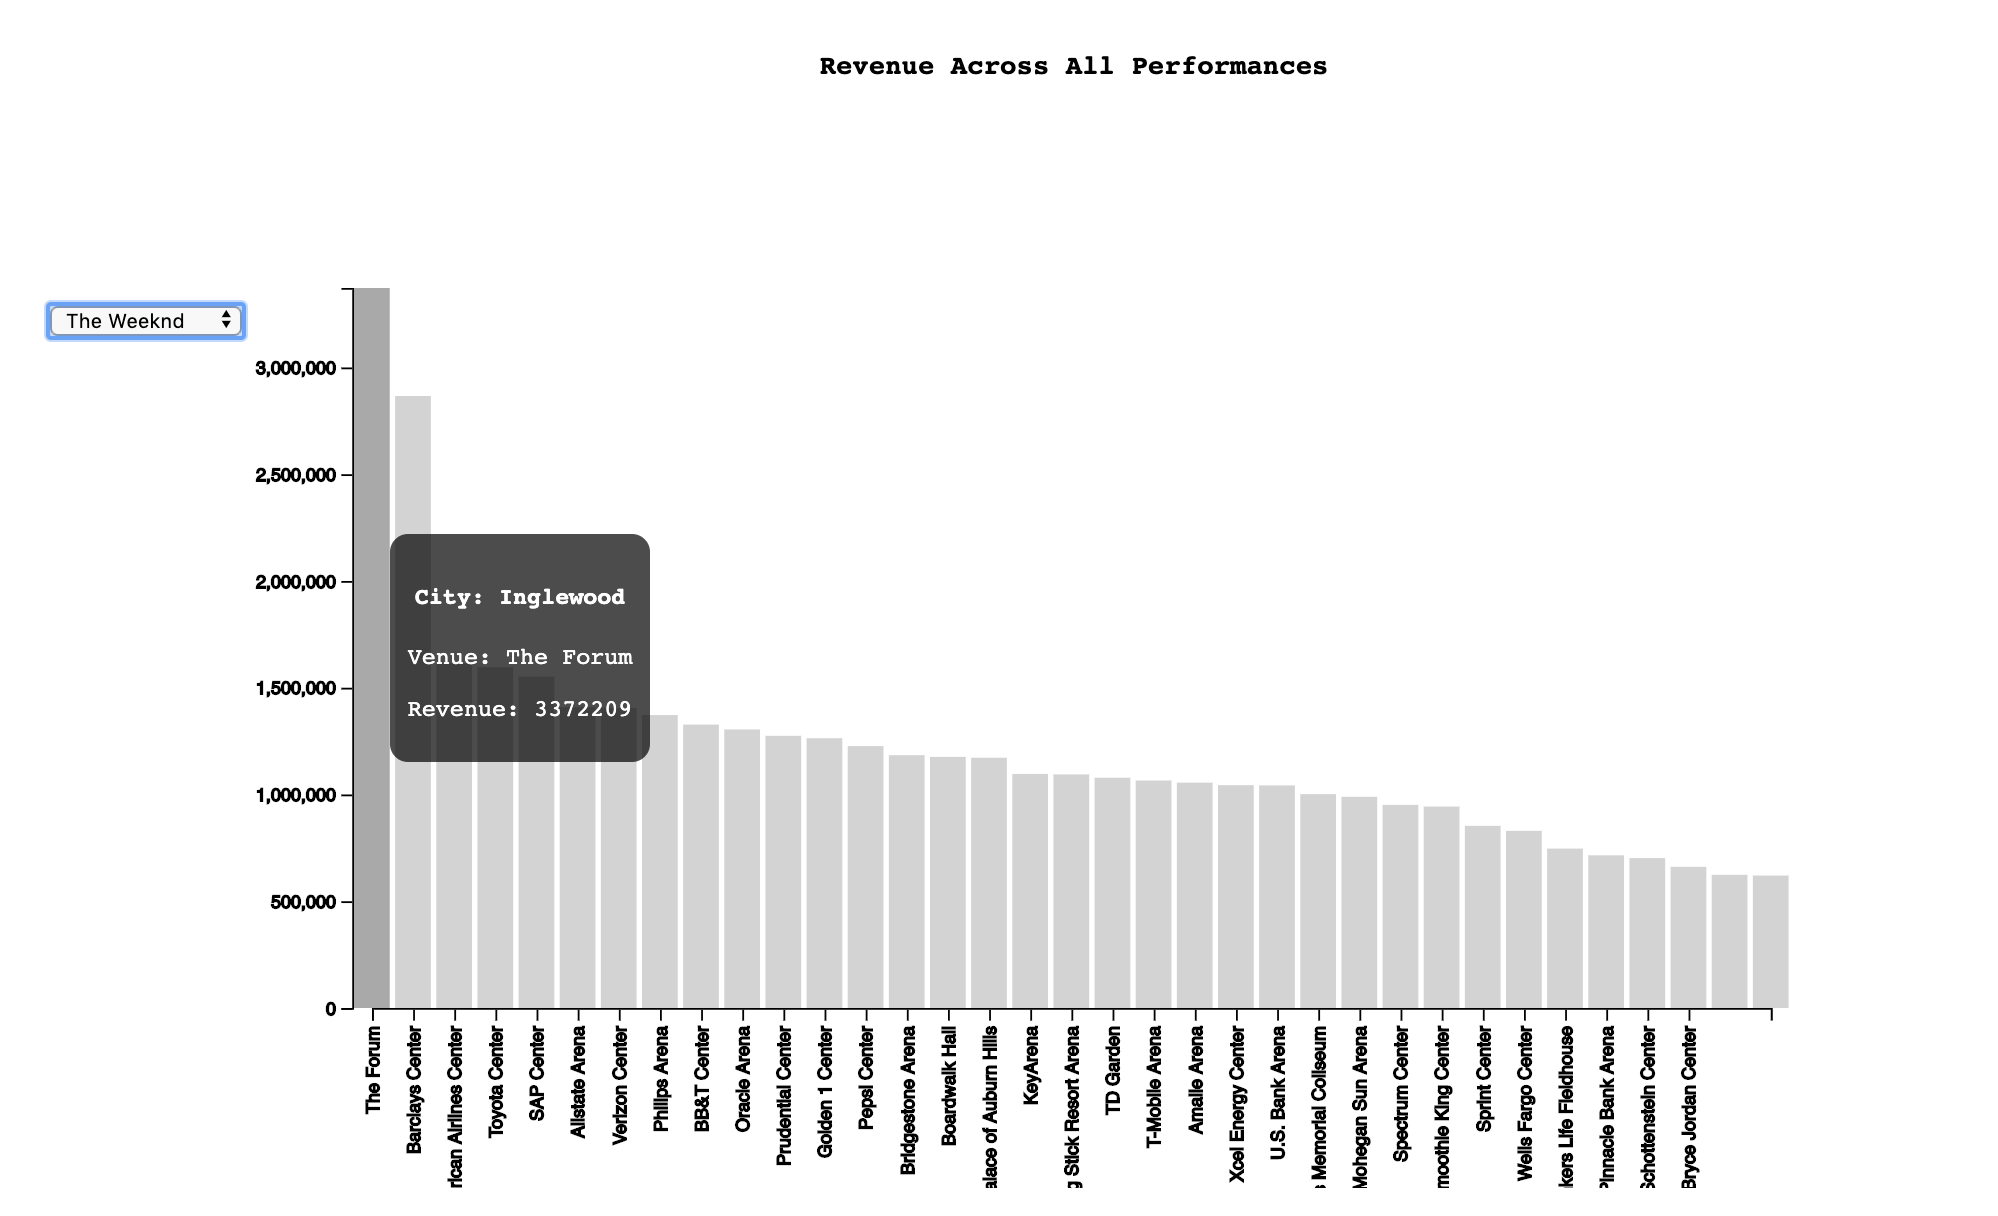 Revenue Across All Performances
The Weeknd
3,000,000
2,500,000
2,000,000
1,500,000
1,000,000
500,000
0
City: Inglewood
Venue: The Forum
Revenue: 3372209
The Forum
Barclays Center
rican Airlines Center
Toyota Center
SAP Center
Allstate Arena
Verizon Center
Philips Arena
BB&T Center
Oracle Arena
Prudential Center
Golden 1 Center
Pepsi Center
Bridgestone Arena
Boardwalk Hall
alace of Auburn Hills
KeyArena
g Stick Resort Arena
TD Garden
T-Mobile Arena
Amalie Arena
Xcel Energy Center
U.S. Bank Arena
s Memorial Coliseum
Mohegan Sun Arena
Spectrum Center
moothie King Center
Sprint Center
Wells Fargo Center
kers Life Fieldhouse
Pinnacle Bank Arena
Schottenstein Center
Bryce Jordan Center